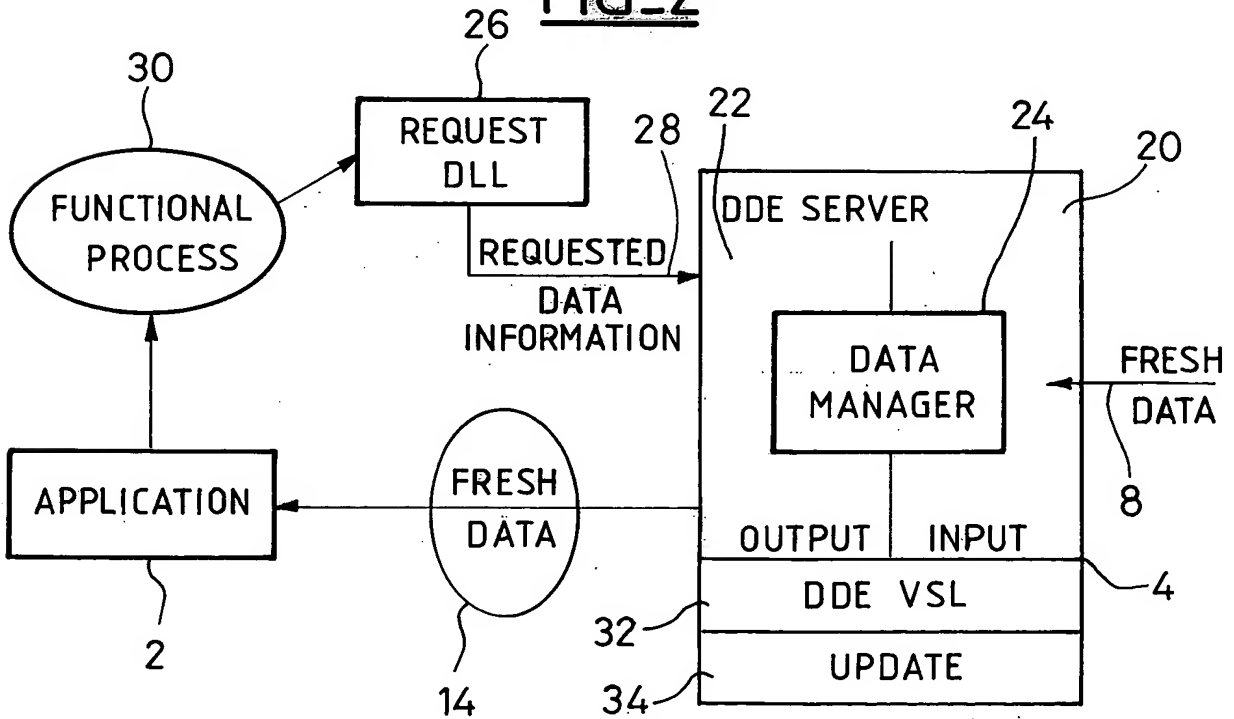 FIG_2
26
30
REQUEST
DLL
28
22
24
20
FUNCTIONAL
PROCESS
DDE SERVER
REQUESTED
DATA
INFORMATION
DATA
MANAGER
FRESH
DATA
8
APPLICATION
FRESH
DATA
OUTPUT
INPUT
4
DDE VSL
32
2
UPDATE
14
34